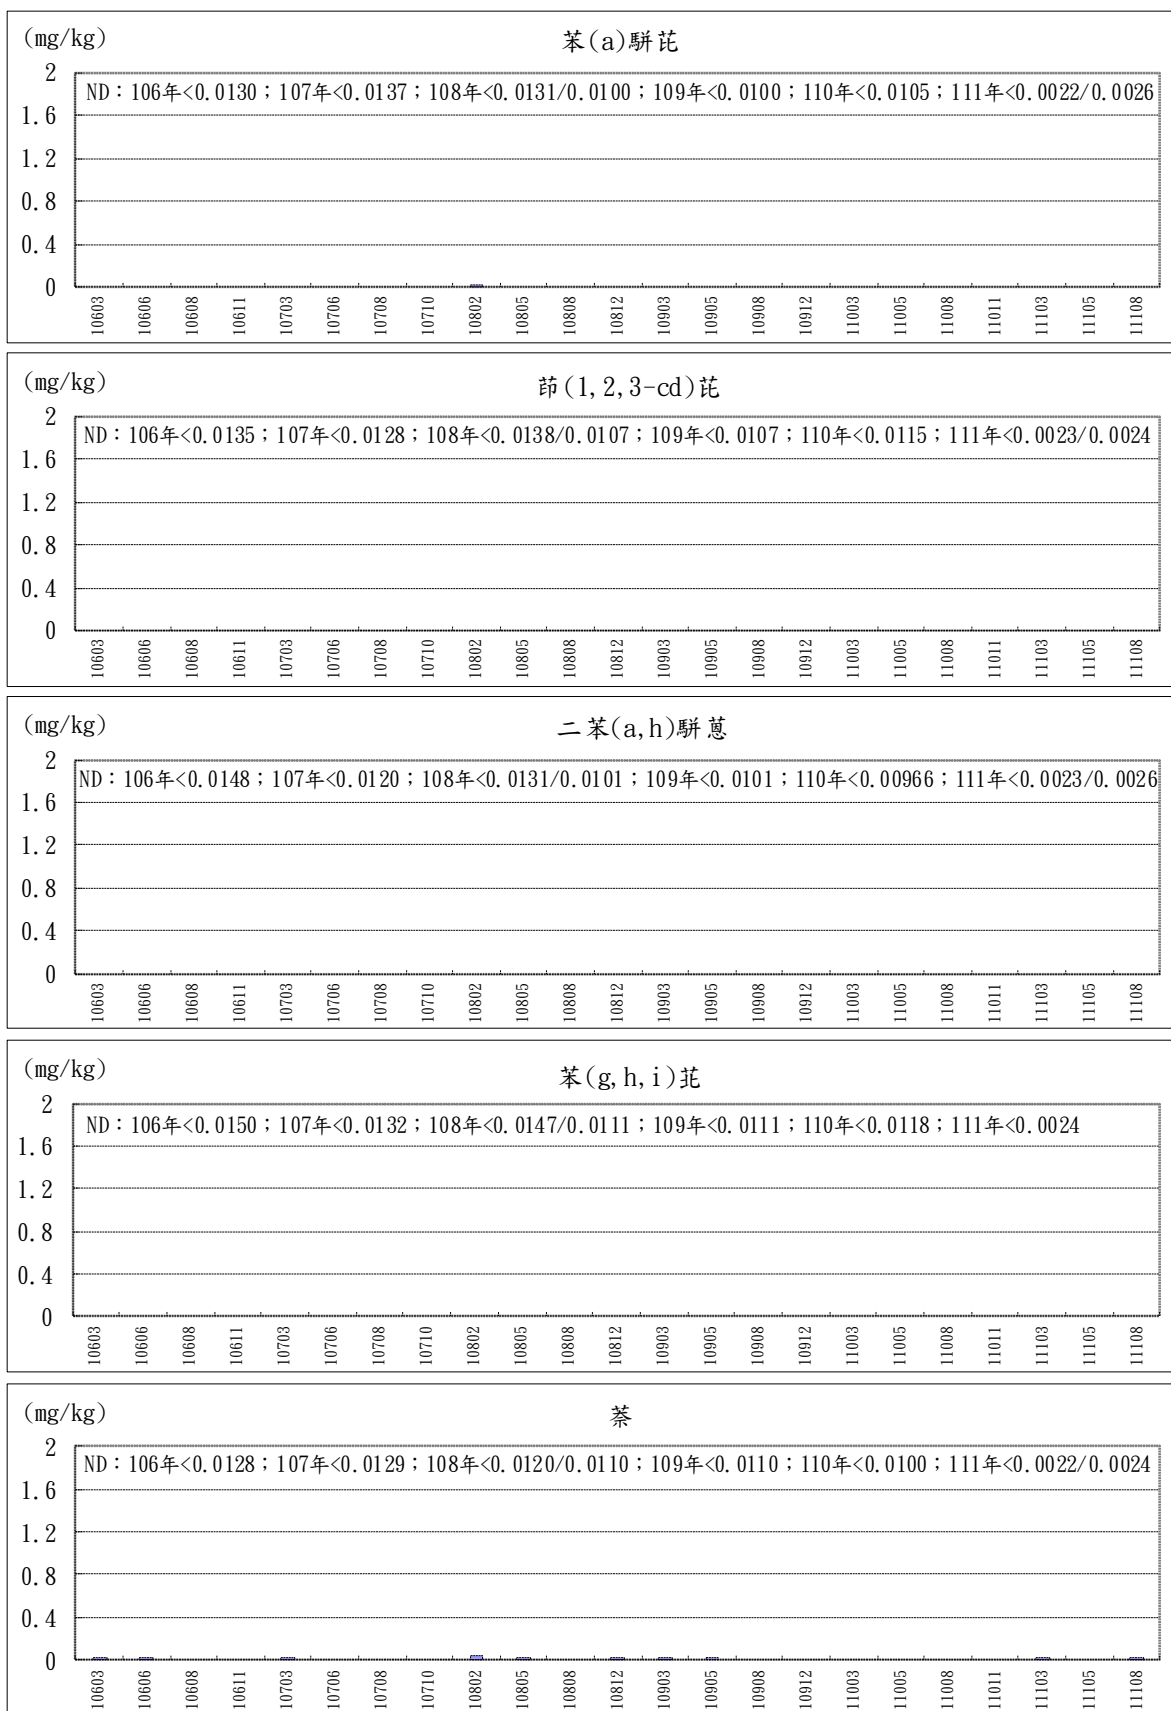 (mg/kg)
苯(a)駢芘
2
ND：106年<0.0130；107年<0.0137；108年<0.0131/0.0100；109年<0.0100；110年<0.0105；111年<0.0022/0.0026
1.6
1.2
0.8
0.4
0
10603 10606 10608 10611 10703 10706 10708 10710 10802 10805 10808 10812 10903 10905 10908 10912 11003 11005 11008 11011 11103 11105 11108
(mg/kg)
茚(1,2,3-cd)芘
2
ND：106年<0.0135；107年<0.0128；108年<0.0138/0.0107；109年<0.0107；110年<0.0115；111年<0.0023/0.0024
1.6
1.2
0.8
0.4
0
10603 10606 10608 10611 10703 10706 10708 10710 10802 10805 10808 10812 10903 10905 10908 10912 11003 11005 11008 11011 11103 11105 11108
(mg/kg)
二苯(a,h)駢蒽
2
ND：106年<0.0148；107年<0.0120；108年<0.0131/0.0101；109年<0.0101；110年<0.00966；111年<0.0023/0.0026
1.6
1.2
0.8
0.4
0
10603 10606 10608 10611 10703 10706 10708 10710 10802 10805 10808 10812 10903 10905 10908 10912 11003 11005 11008 11011 11103 11105 11108
(mg/kg)
苯(g,h,i)苝
2
ND：106年<0.0150；107年<0.0132；108年<0.0147/0.0111；109年<0.0111；110年<0.0118；111年<0.0024
1.6
1.2
0.8
0.4
0
10603 10606 10608 10611 10703 10706 10708 10710 10802 10805 10808 10812 10903 10905 10908 10912 11003 11005 11008 11011 11103 11105 11108
(mg/kg)
萘
2
ND：106年<0.0128；107年<0.0129；108年<0.0120/0.0110；109年<0.0110；110年<0.0100；111年<0.0022/0.0024
1.6
1.2
0.8
0.4
0
10603 10606 10608 10611 10703 10706 10708 10710 10802 10805 10808 10812 10903 10905 10908 10912 11003 11005 11008 11011 11103 11105 11108